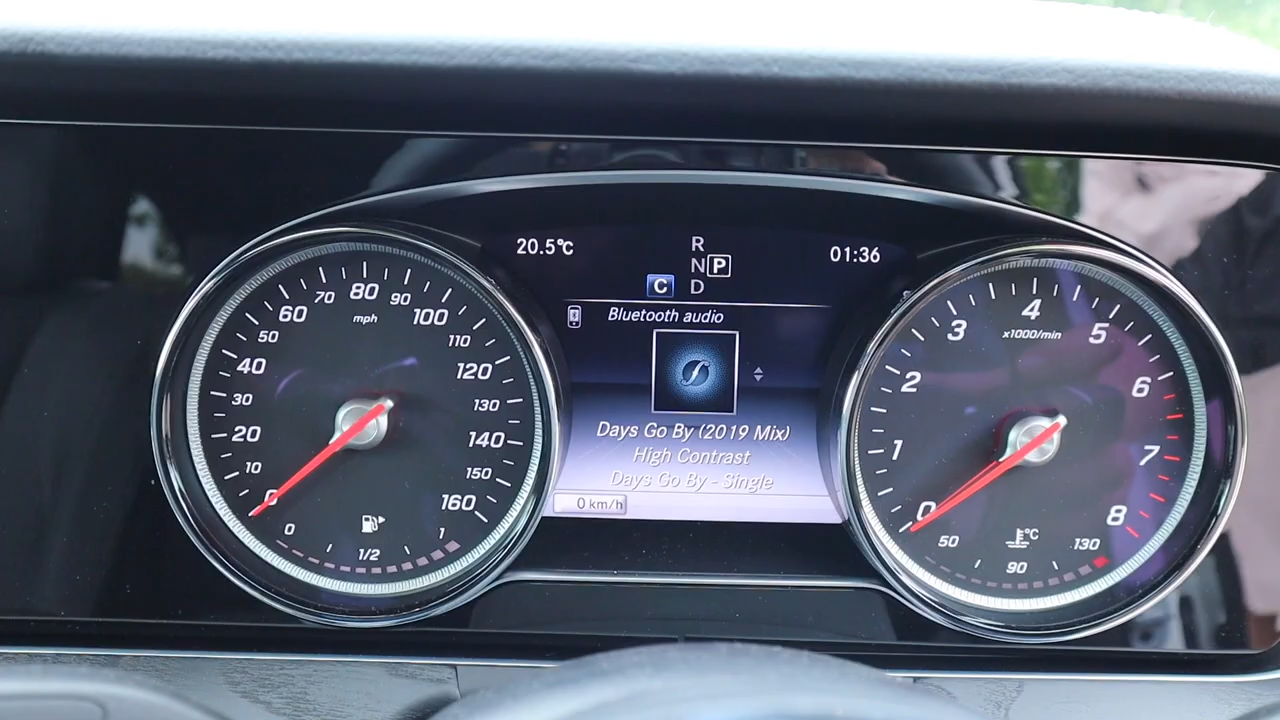 20.5°C
R
N P
C D
01:36
Bluetooth audio
Days Go By (2019 Mix)
High Contrast
Days Go By - Single
0 km/h
0
10
20
30
40
50
60
70
80
90
100
110
120
130
140
150
160
mph
0
1/2
1
0
1
2
3
4
5
6
7
8
x1000/min
°C
50
90
130